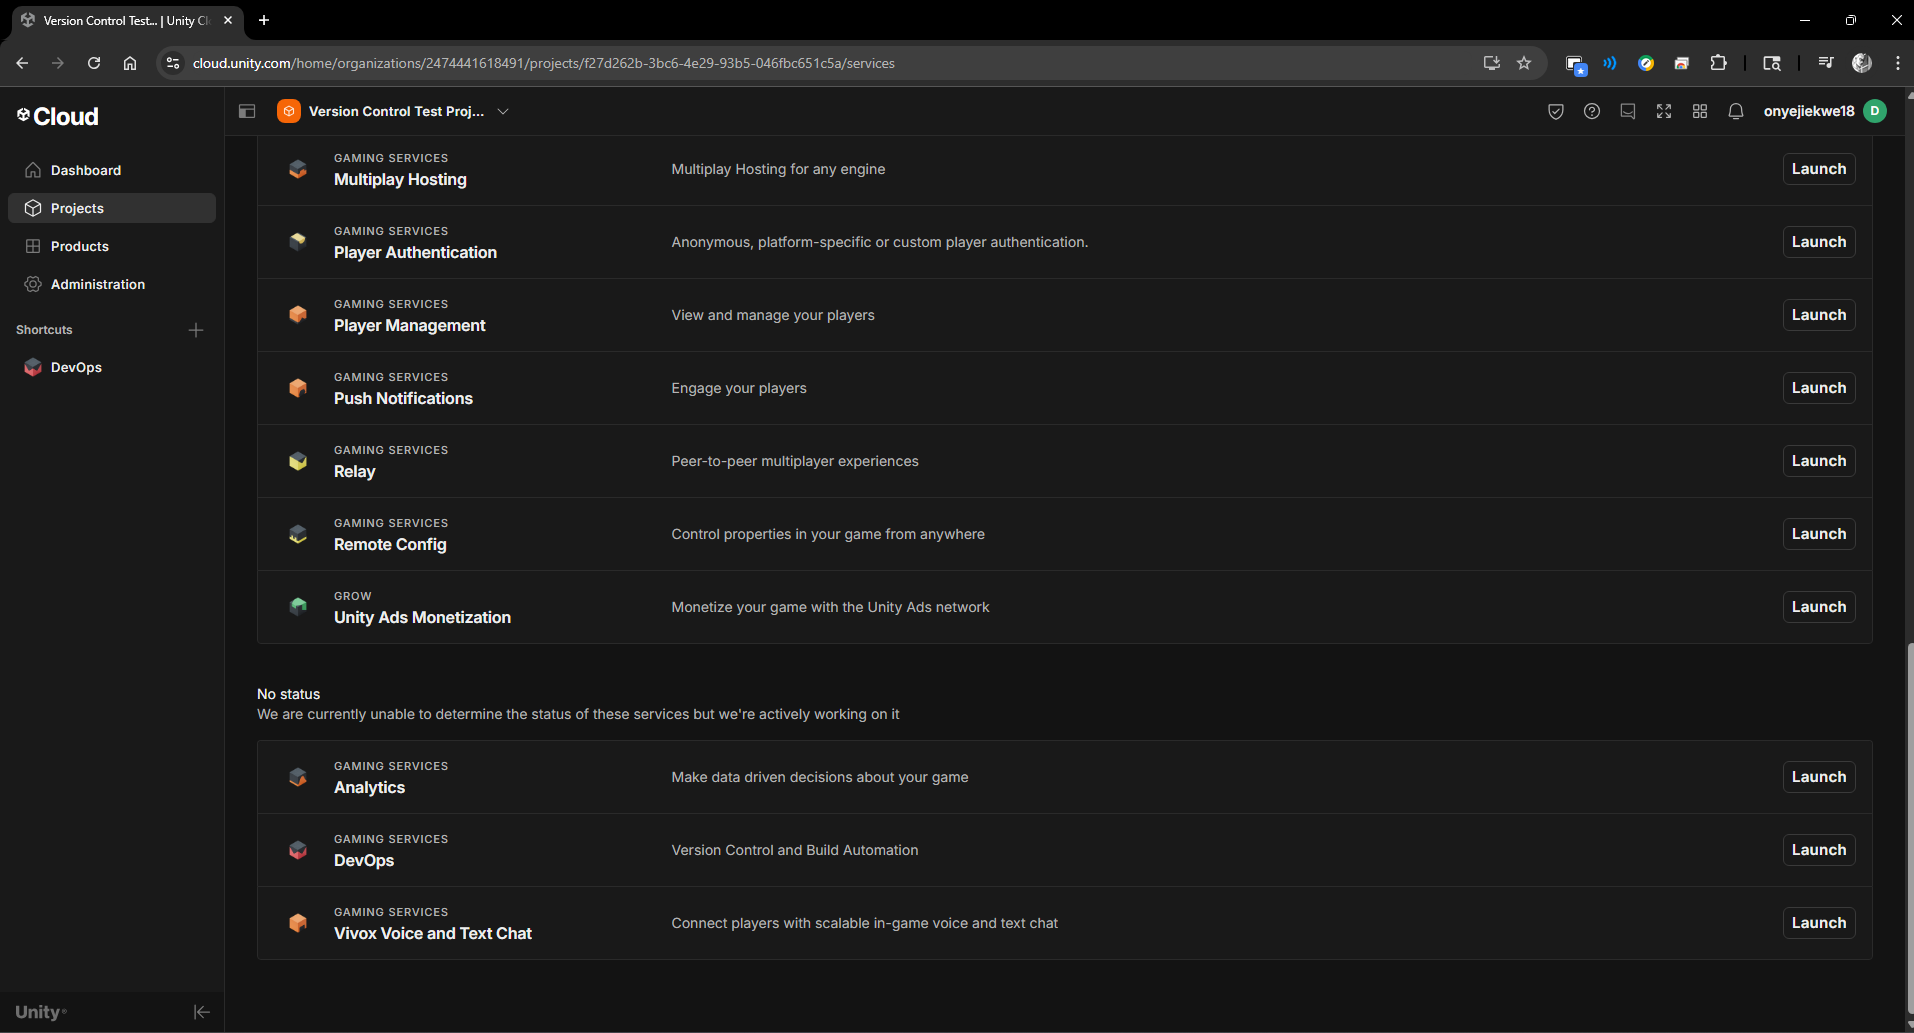 Version Control Test... | Unity Cl
cloud.unity.com/home/organizations/2474441618491/projects/f27d262b-3bc6-4e29-93b5-046fbc651c5a/services
Cloud
Version Control Test Proj...
onyejiekwe18
D
Dashboard
Projects
Products
Administration
Shortcuts
DevOps
GAMING SERVICES
Multiplay Hosting
Multiplay Hosting for any engine
Launch
GAMING SERVICES
Player Authentication
Anonymous, platform-specific or custom player authentication.
Launch
GAMING SERVICES
Player Management
View and manage your players
Launch
GAMING SERVICES
Push Notifications
Engage your players
Launch
GAMING SERVICES
Relay
Peer-to-peer multiplayer experiences
Launch
GAMING SERVICES
Remote Config
Control properties in your game from anywhere
Launch
GROW
Unity Ads Monetization
Monetize your game with the Unity Ads network
Launch
No status
We are currently unable to determine the status of these services but we're actively working on it
GAMING SERVICES
Analytics
Make data driven decisions about your game
Launch
GAMING SERVICES
DevOps
Version Control and Build Automation
Launch
GAMING SERVICES
Vivox Voice and Text Chat
Connect players with scalable in-game voice and text chat
Launch
Unity®